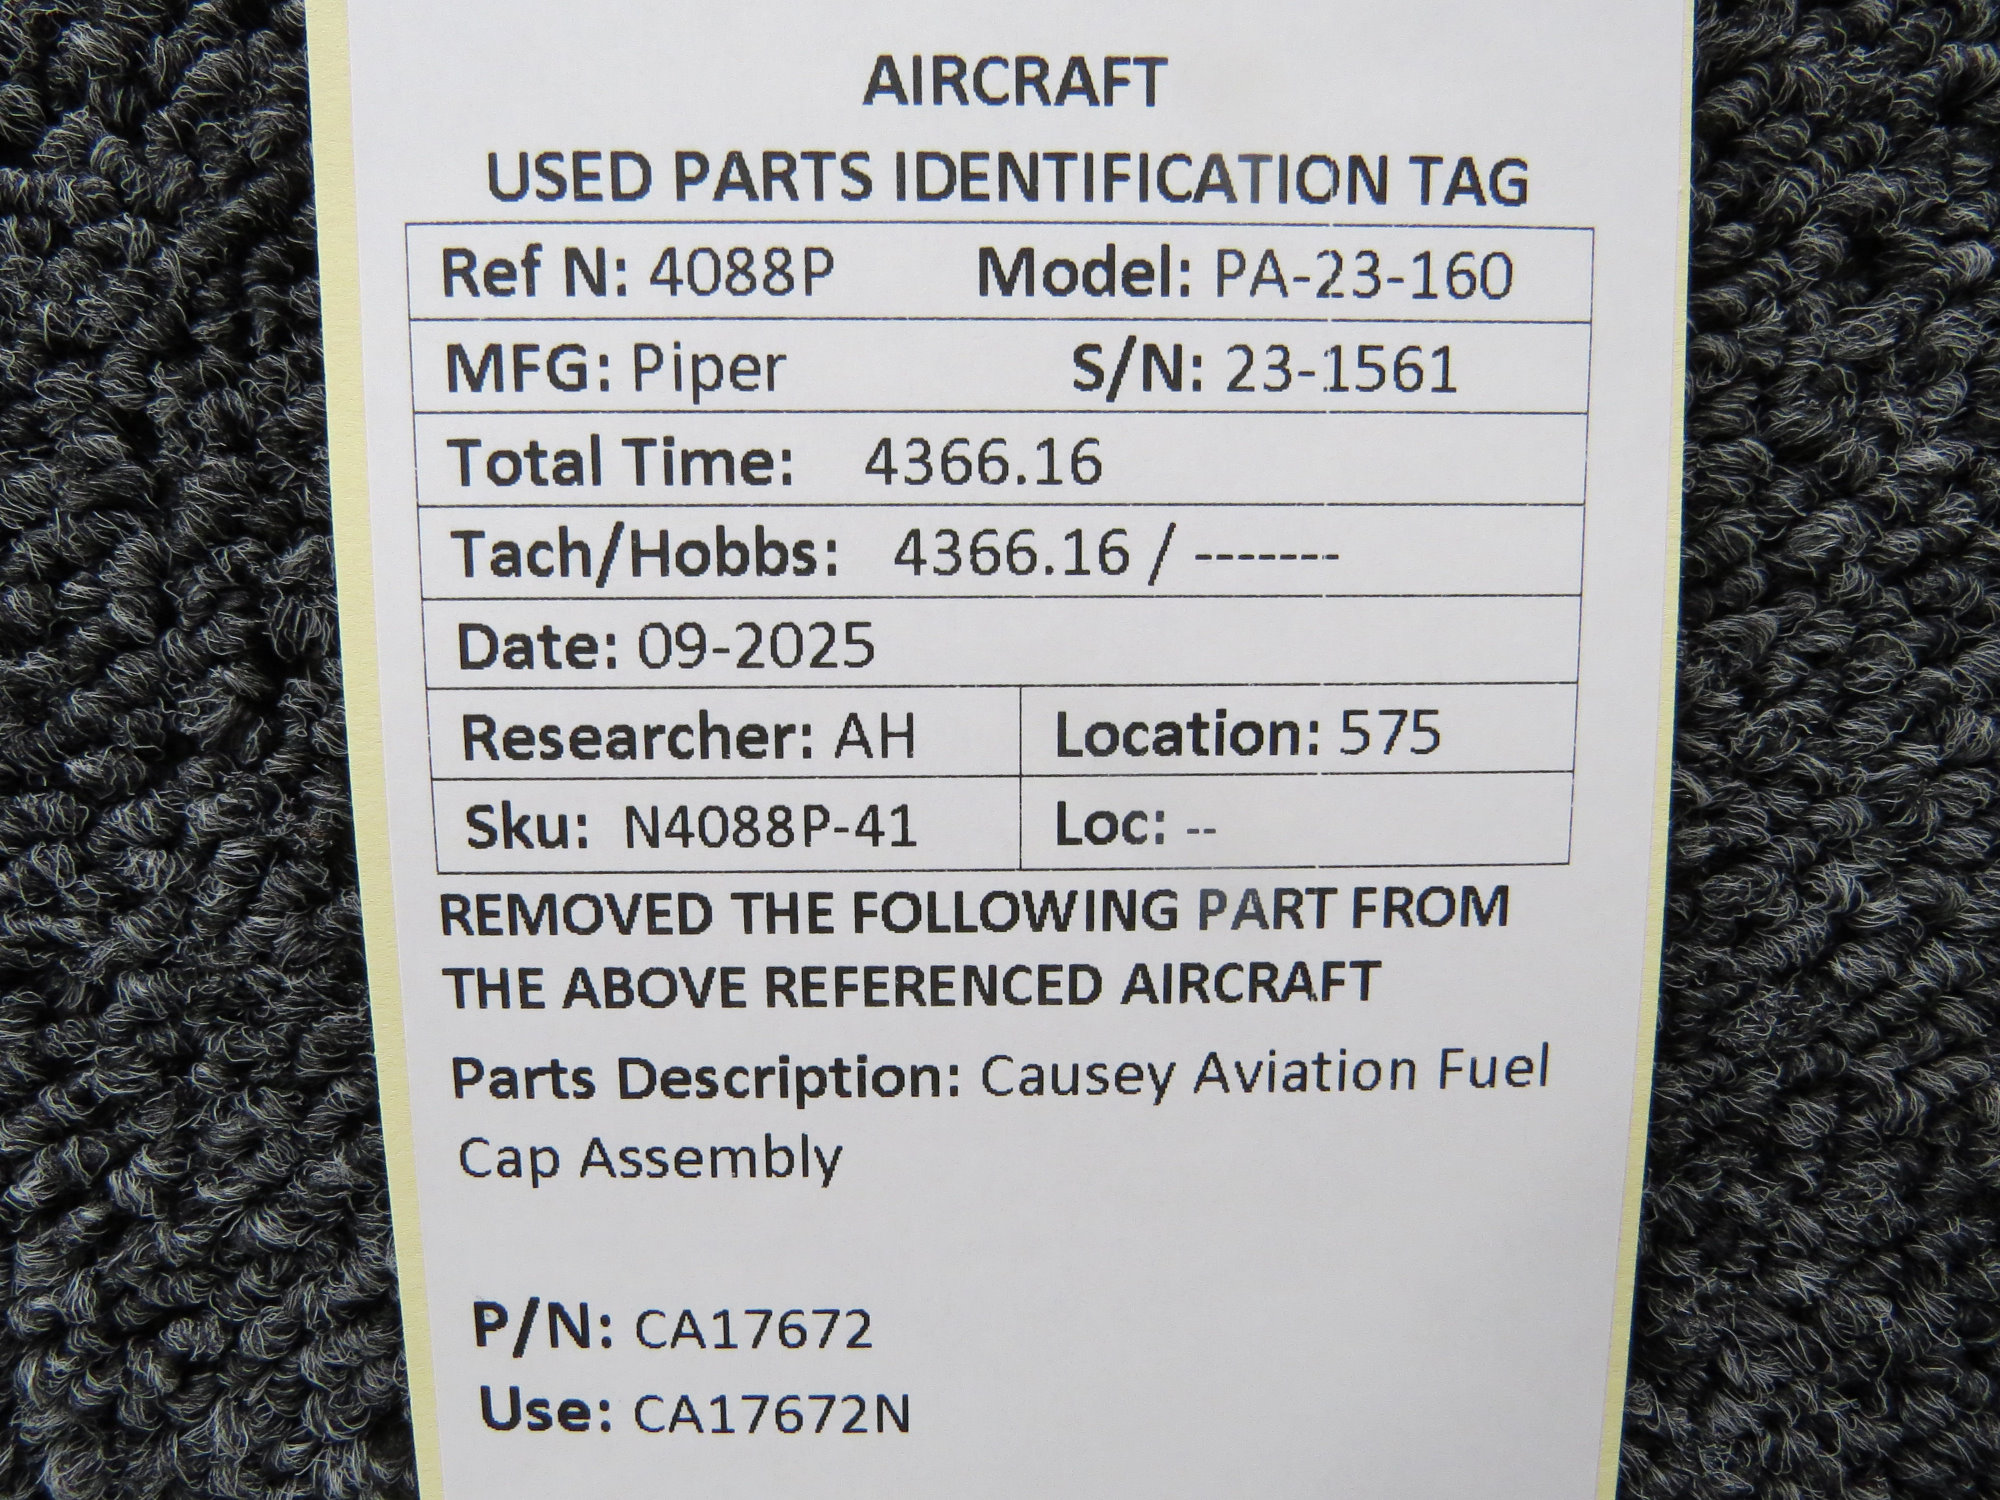 AIRCRAFT
USED PARTS IDENTIFICATION TAG
Ref N: 4088P Model: PA-23-160
MFG: Piper S/N: 23-1561
Total Time: 4366.16
Tach/Hobbs: 4366.16 / -------
Date: 09-2025
Researcher: AH Location: 575
Sku: N4088P-41 Loc: --
REMOVED THE FOLLOWING PART FROM
THE ABOVE REFERENCED AIRCRAFT
Parts Description: Causey Aviation Fuel
Cap Assembly
P/N: CA17672
Use: CA17672N